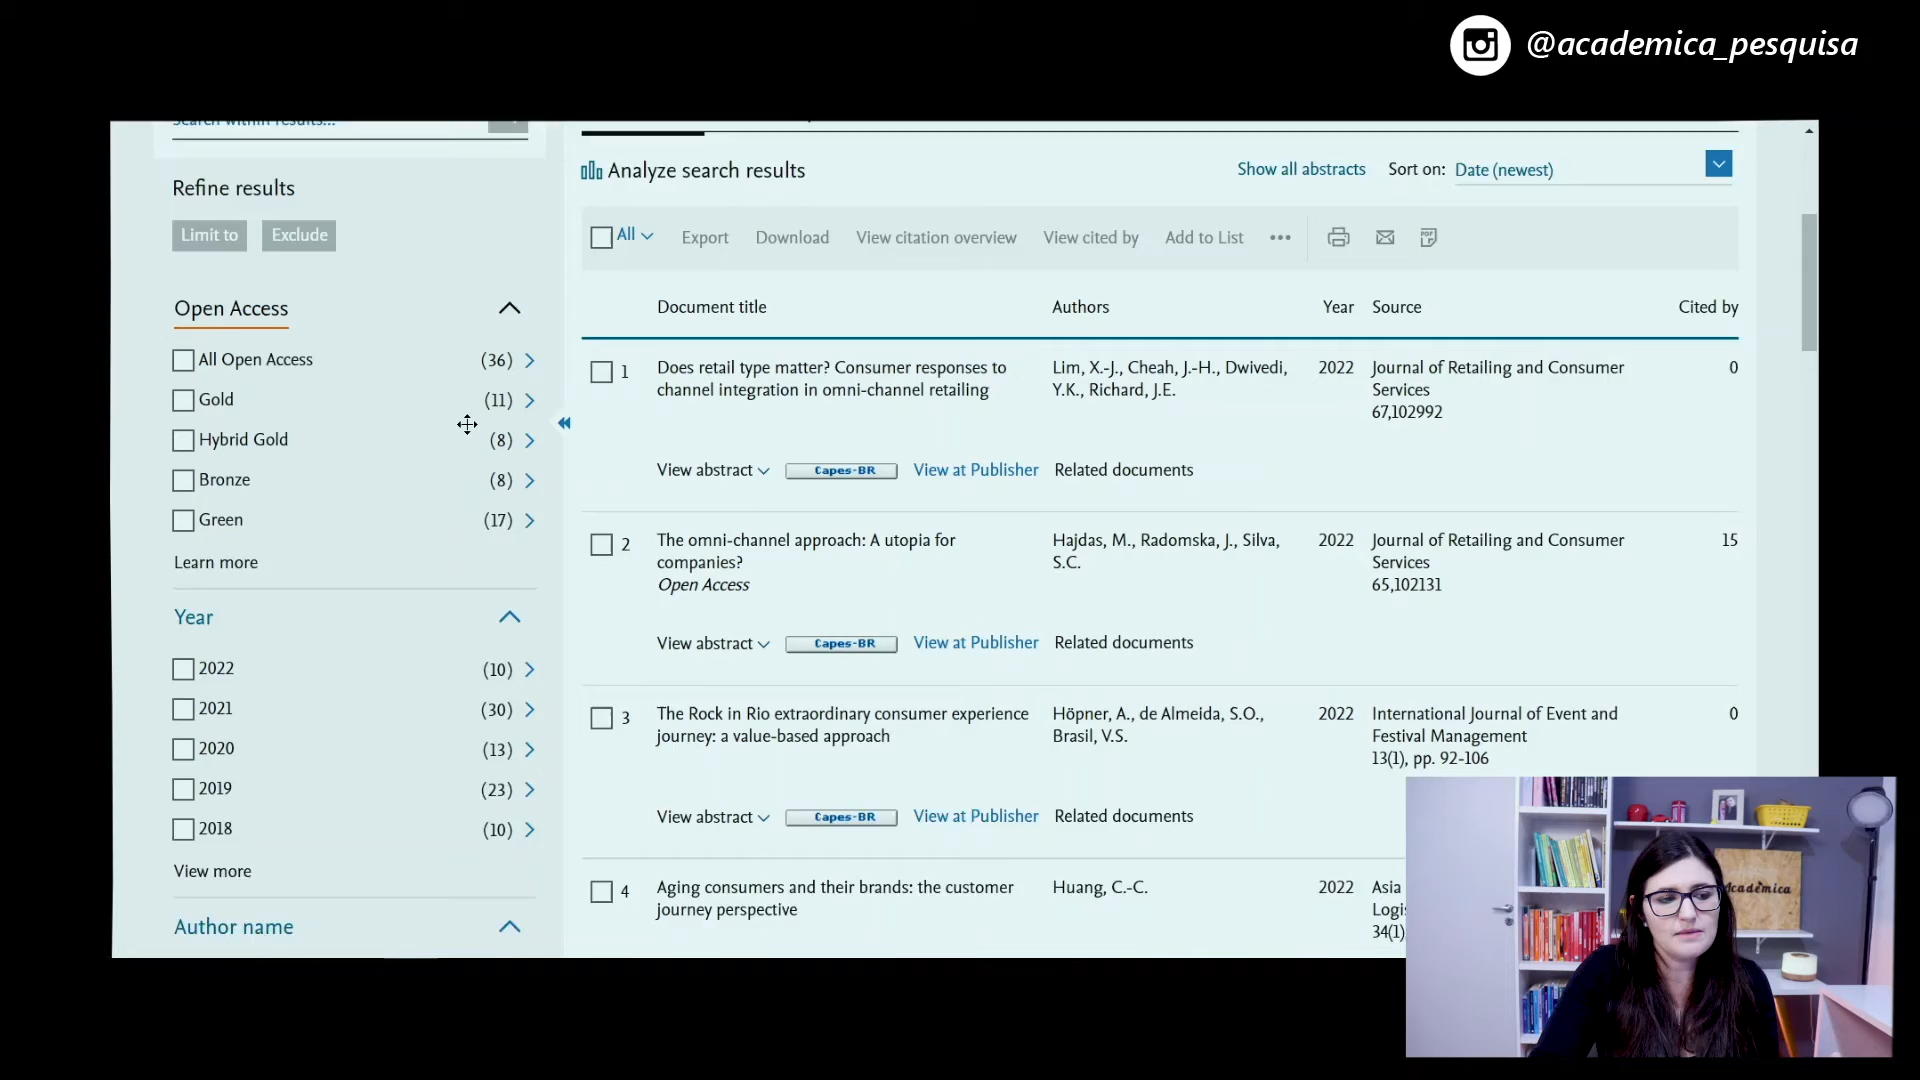 @academica_pesquisa
Search within results...
Refine results
Limit to
Exclude
Open Access
All Open Access (36)
Gold (11)
Hybrid Gold (8)
Bronze (8)
Green (17)
Learn more
Year
2022 (10)
2021 (30)
2020 (13)
2019 (23)
2018 (10)
View more
Author name
Analyze search results
Show all abstracts
Sort on: Date (newest)
All Export Download View citation overview View cited by Add to List ••• PDF
Document title Authors Year Source Cited by
1 Does retail type matter? Consumer responses to
channel integration in omni-channel retailing
Lim, X.-J., Cheah, J.-H., Dwivedi,
Y.K., Richard, J.E.
2022
Journal of Retailing and Consumer
Services
67,102992
0
View abstract Capes-BR View at Publisher Related documents
2 The omni-channel approach: A utopia for
companies?
Open Access
Hajdas, M., Radomska, J., Silva,
S.C.
2022
Journal of Retailing and Consumer
Services
65,102131
15
View abstract Capes-BR View at Publisher Related documents
3 The Rock in Rio extraordinary consumer experience
journey: a value-based approach
Höpner, A., de Almeida, S.O.,
Brasil, V.S.
2022
International Journal of Event and
Festival Management
13(1), pp. 92-106
0
View abstract Capes-BR View at Publisher Related documents
4 Aging consumers and their brands: the customer
journey perspective
Huang, C.-C.
2022
Asia
Logis
34(1),
Acadêmica